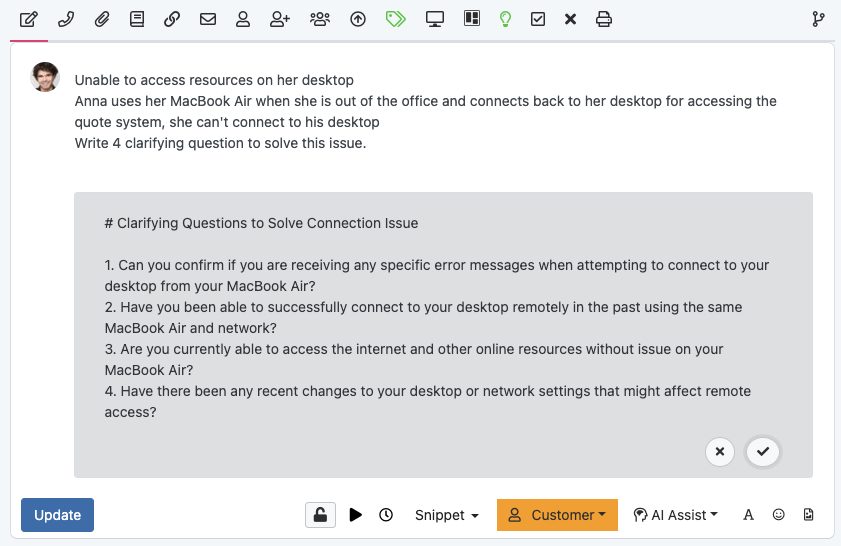 Unable to access resources on her desktop
Anna uses her MacBook Air when she is out of the office and connects back to her desktop for accessing the
quote system, she can't connect to his desktop
Write 4 clarifying question to solve this issue.
# Clarifying Questions to Solve Connection Issue
1. Can you confirm if you are receiving any specific error messages when attempting to connect to your
desktop from your MacBook Air?
2. Have you been able to successfully connect to your desktop remotely in the past using the same
MacBook Air and network?
3. Are you currently able to access the internet and other online resources without issue on your
MacBook Air?
4. Have there been any recent changes to your desktop or network settings that might affect remote
access?
Update Snippet Customer AI Assist A